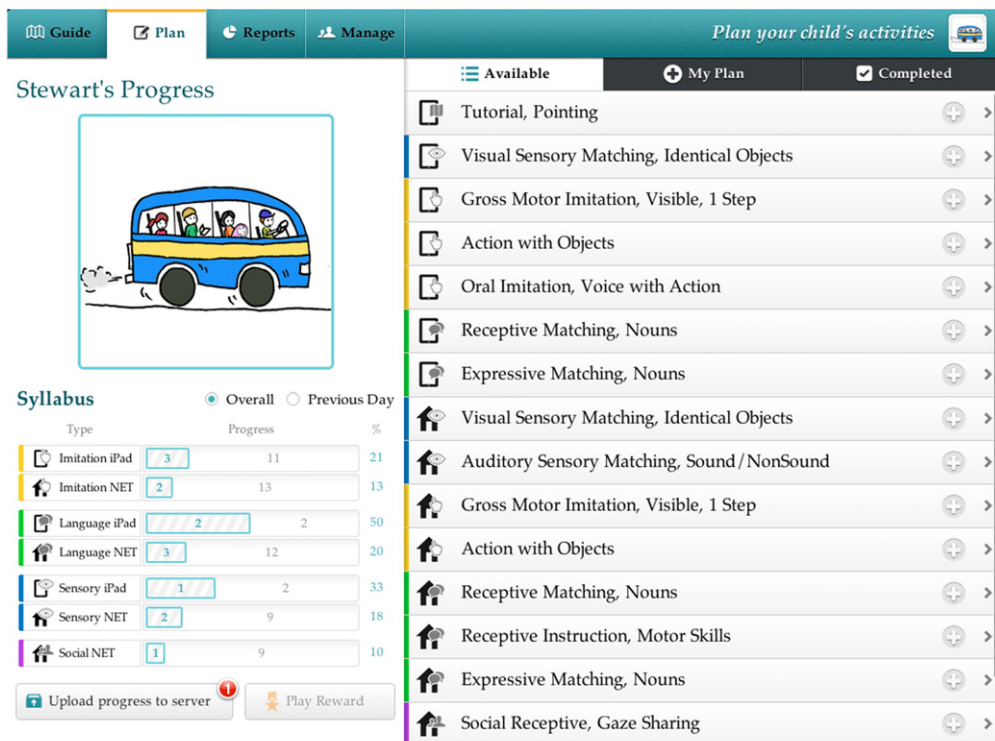 Guide
Plan
Reports
Manage
Plan your child's activities
Stewart's Progress
Syllabus
Overall
Previous Day
Type
Progress
%
Imitation iPad
3
11
21
Imitation NET
2
13
13
Language iPad
2
2
50
Language NET
3
12
20
Sensory iPad
1
2
33
Sensory NET
2
9
18
Social NET
1
9
10
Upload progress to server
1
Play Reward
Available
My Plan
Completed
Tutorial, Pointing
Visual Sensory Matching, Identical Objects
Gross Motor Imitation, Visible, 1 Step
Action with Objects
Oral Imitation, Voice with Action
Receptive Matching, Nouns
Expressive Matching, Nouns
Visual Sensory Matching, Identical Objects
Auditory Sensory Matching, Sound/NonSound
Gross Motor Imitation, Visible, 1 Step
Action with Objects
Receptive Matching, Nouns
Receptive Instruction, Motor Skills
Expressive Matching, Nouns
Social Receptive, Gaze Sharing